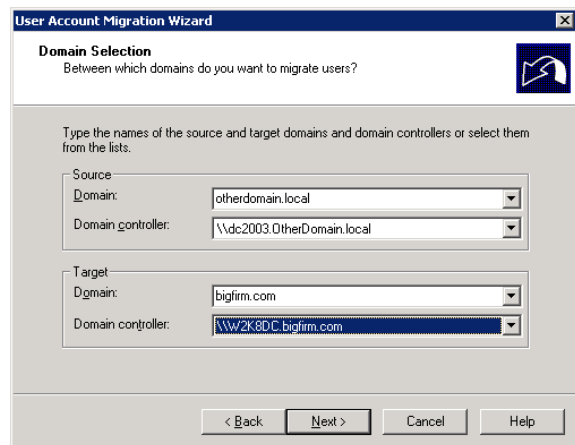 User Account Migration Wizard
Domain Selection
Between which domains do you want to migrate users?
Type the names of the source and target domains and domain controllers or select them
from the lists.
Source
Domain:
otherdomain.local
Domain controller:
\\dc2003.OtherDomain.local
Target
Domain:
bigfirm.com
Domain controller:
\\W2K8DC.bigfirm.com
< Back
Next >
Cancel
Help